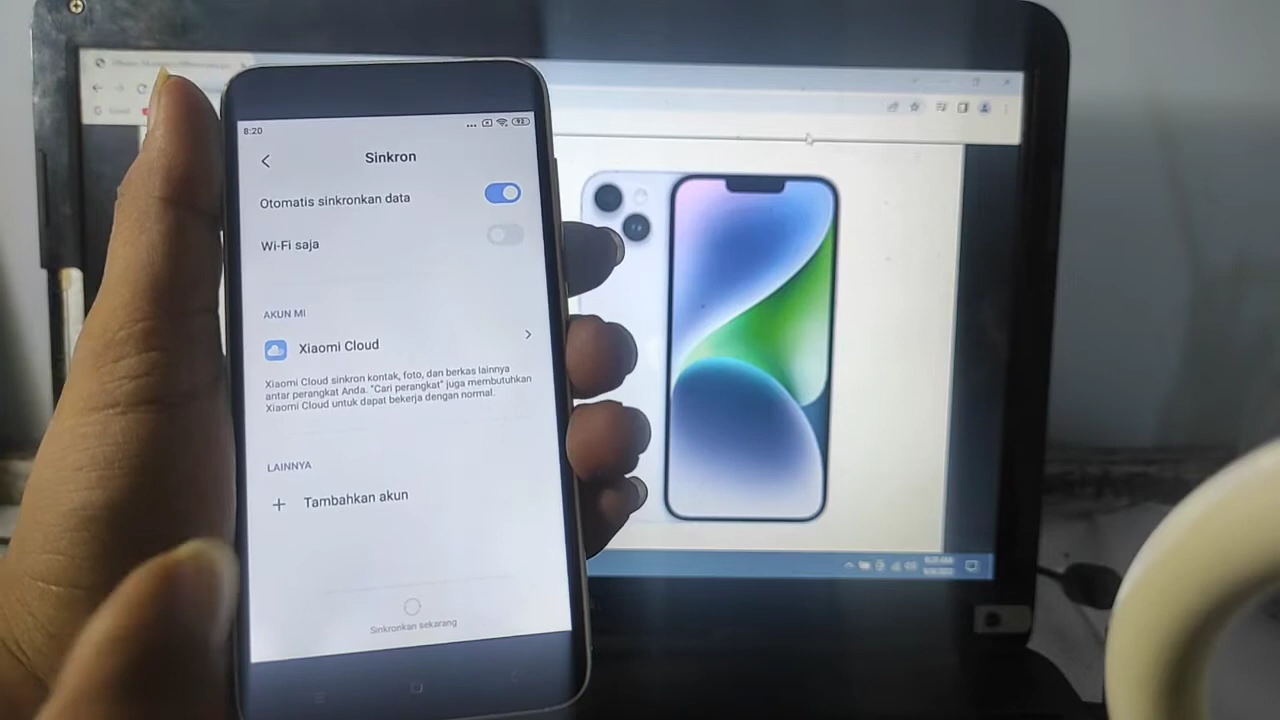 8:20
92
Sinkron
Otomatis sinkronkan data
Wi-Fi saja
AKUN MI
Xiaomi Cloud
Xiaomi Cloud sinkron kontak, foto, dan berkas lainnya
antar perangkat Anda. "Cari perangkat" juga membutuhkan
Xiaomi Cloud untuk dapat bekerja dengan normal.
LAINNYA
+ Tambahkan akun
Sinkronkan sekarang